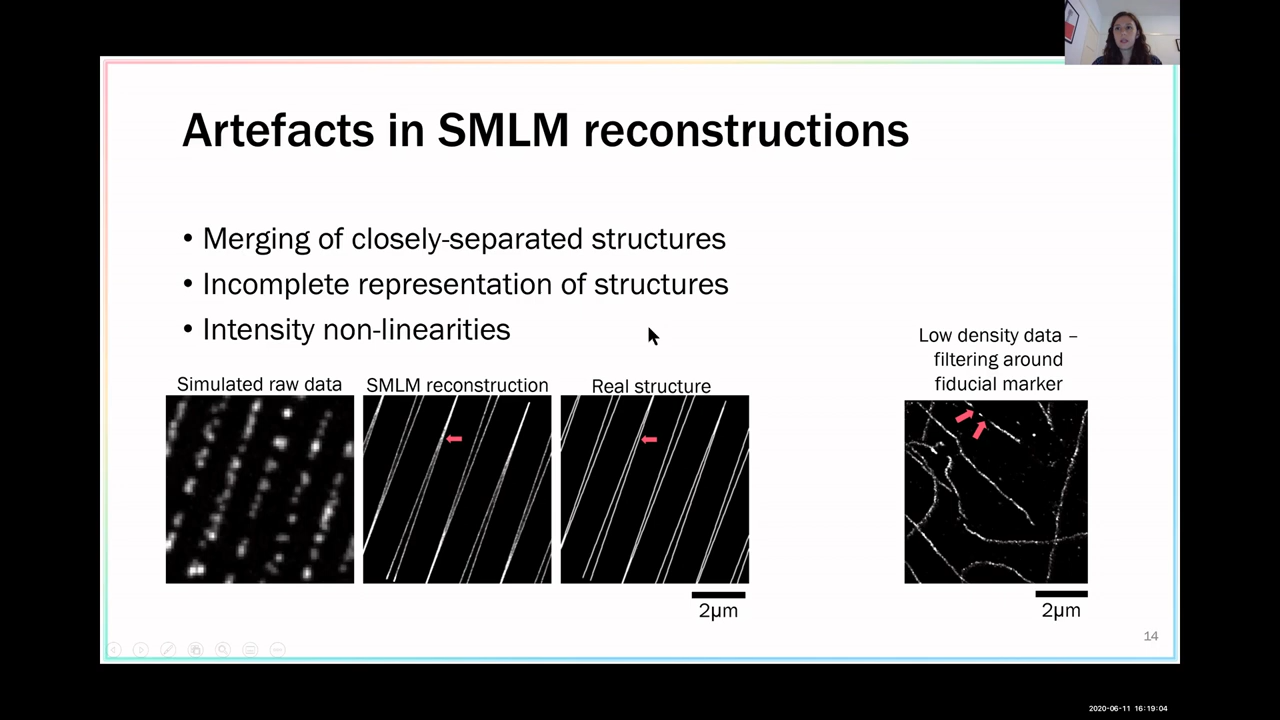 Artefacts in SMLM reconstructions
• Merging of closely-separated structures
• Incomplete representation of structures
• Intensity non-linearities
Simulated raw data
SMLM reconstruction
Real structure
2µm
Low density data –
filtering around
fiducial marker
2µm
14
2020-06-11 16:19:04